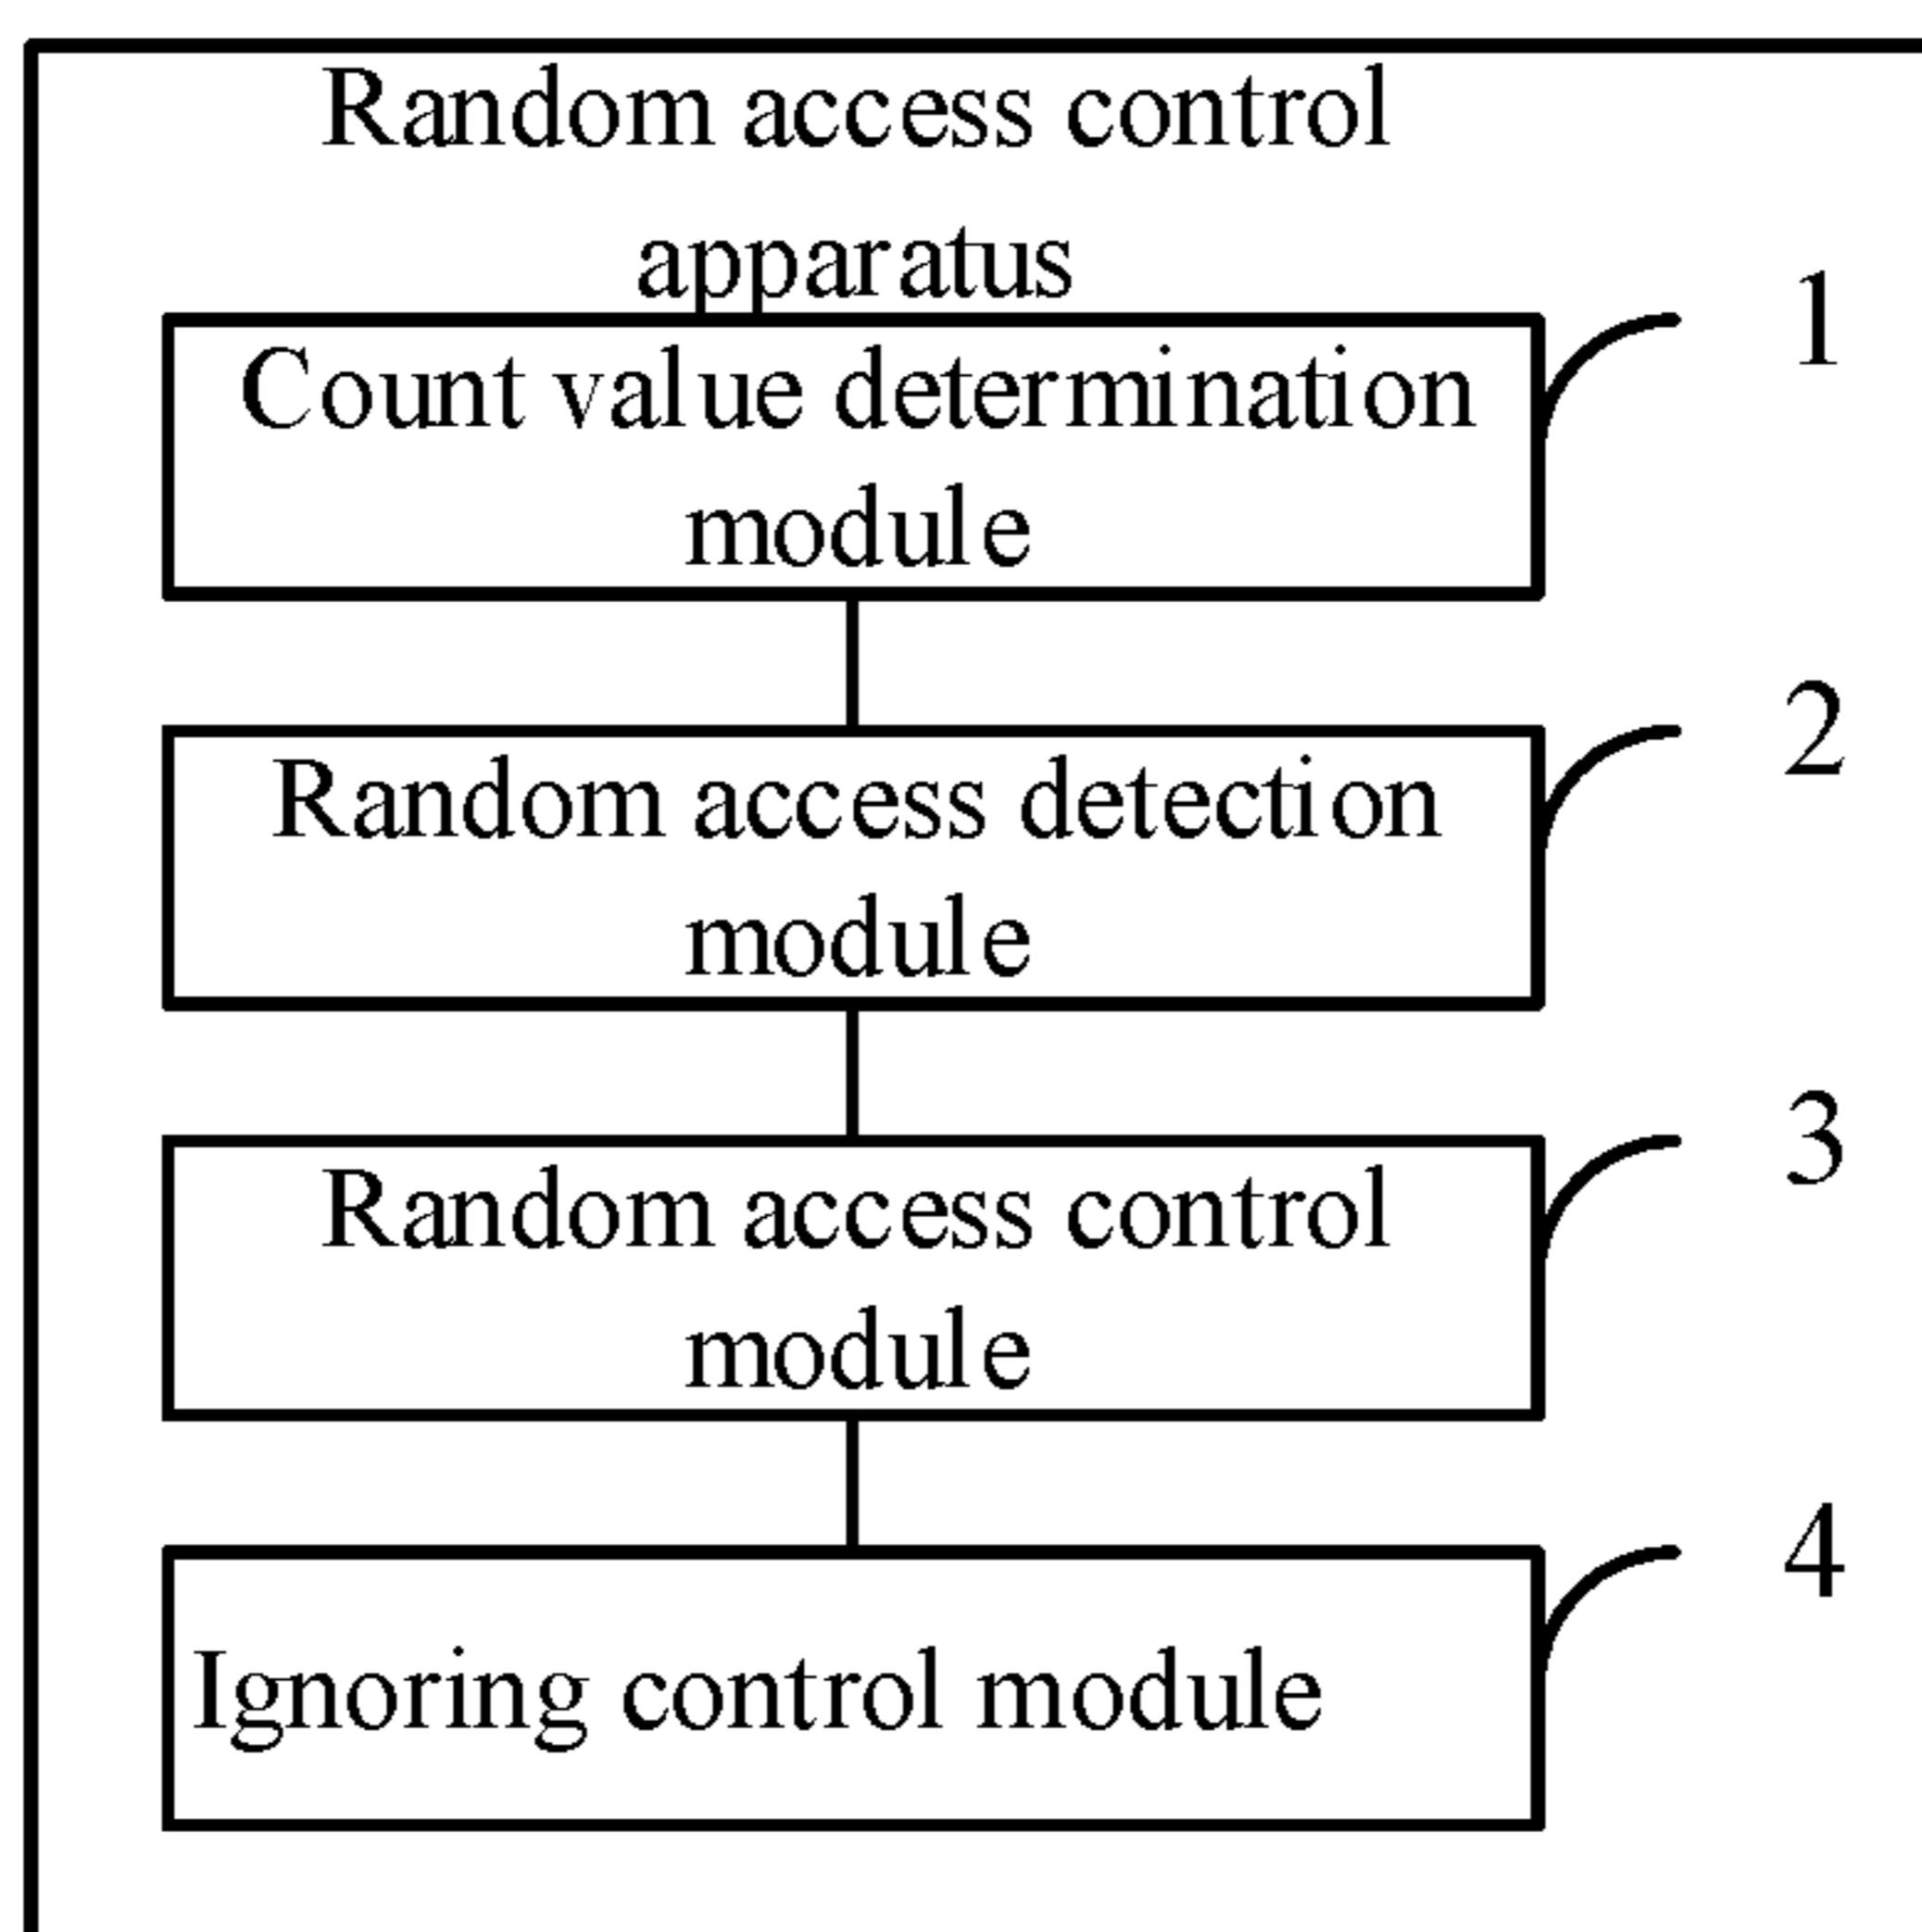 Random access control
apparatus
1
Count value determination
module
2
Random access detection
module
3
Random access control
module
4
Ignoring control module